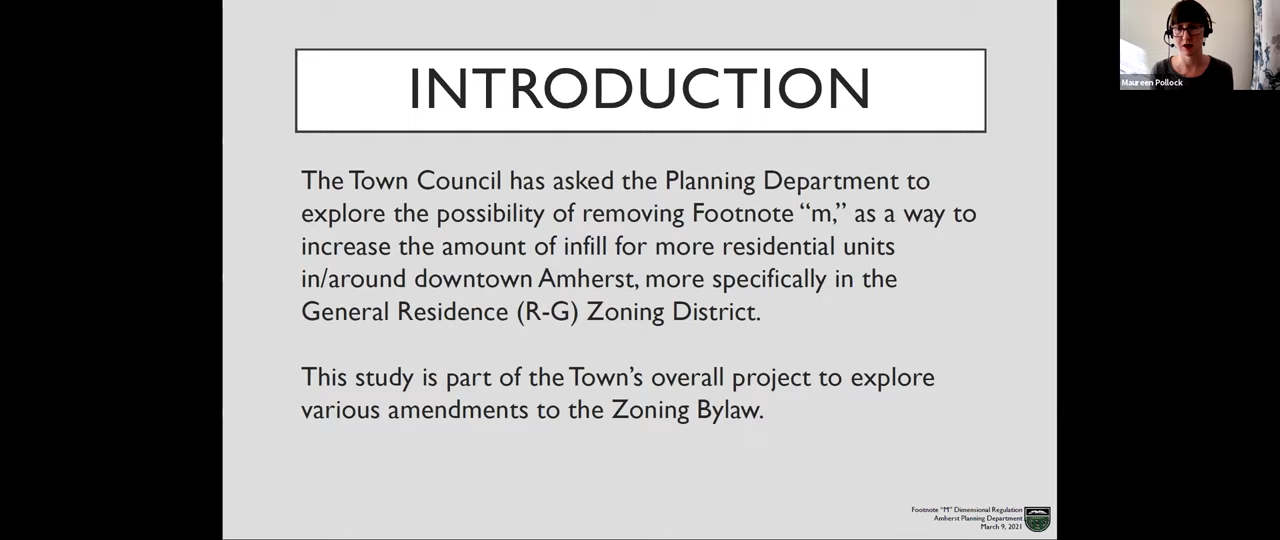 INTRODUCTION
The Town Council has asked the Planning Department to
explore the possibility of removing Footnote “m,” as a way to
increase the amount of infill for more residential units
in/around downtown Amherst, more specifically in the
General Residence (R-G) Zoning District.
This study is part of the Town’s overall project to explore
various amendments to the Zoning Bylaw.
Footnote “M” Dimensional Regulation
Amherst Planning Department
March 9, 2021
Maureen Pollock